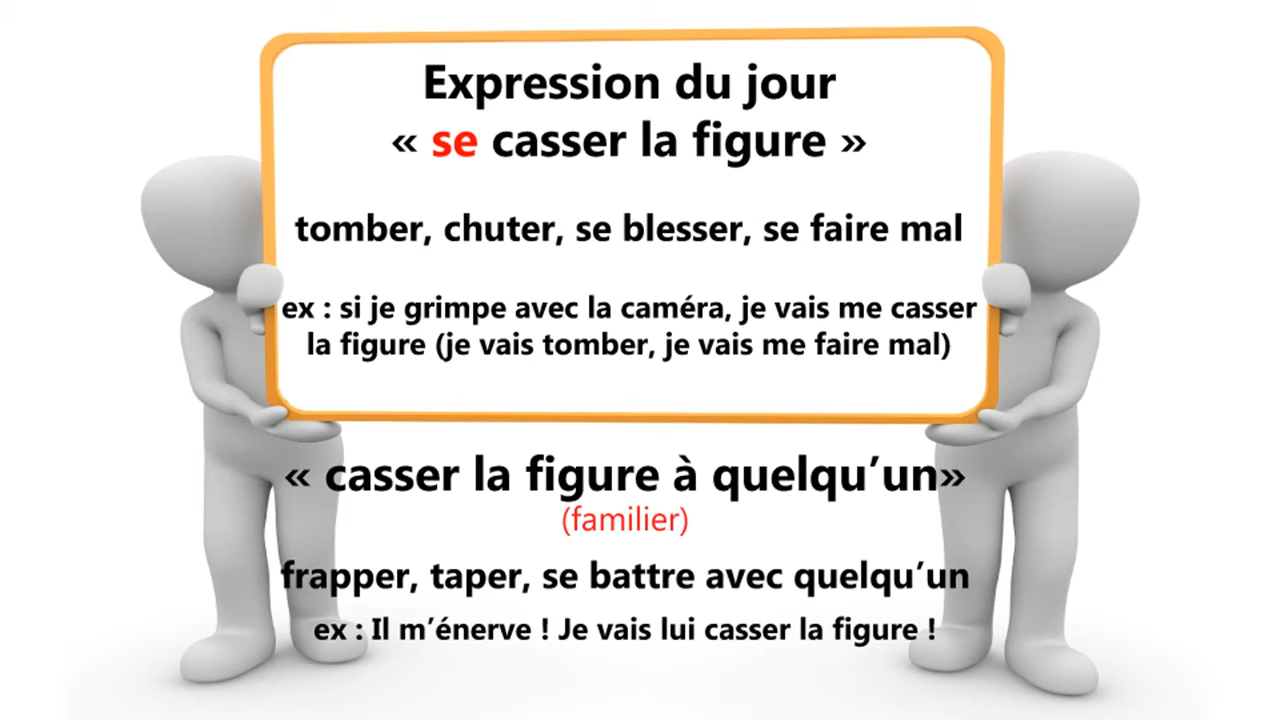 Expression du jour
« se casser la figure »
tomber, chuter, se blesser, se faire mal
ex : si je grimpe avec la caméra, je vais me casser
la figure (je vais tomber, je vais me faire mal)
« casser la figure à quelqu’un»
(familier)
frapper, taper, se battre avec quelqu’un
ex : Il m’énerve ! Je vais lui casser la figure !